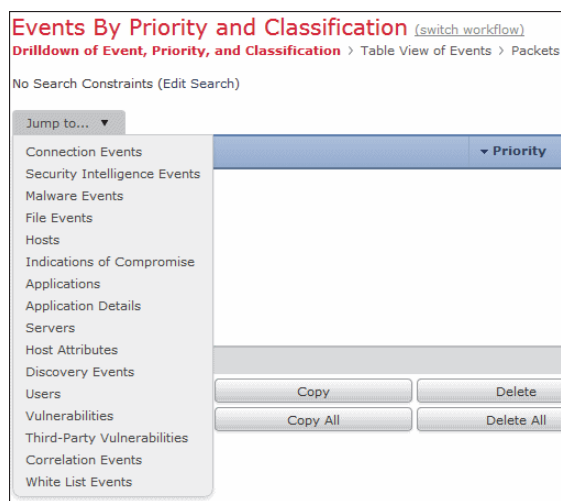 Events By Priority and Classification (switch workflow)
Drilldown of Event, Priority, and Classification > Table View of Events > Packets
No Search Constraints (Edit Search)
Jump to... ▼
Priority
Connection Events
Security Intelligence Events
Malware Events
File Events
Hosts
Indications of Compromise
Applications
Application Details
Servers
Host Attributes
Discovery Events
Users
Vulnerabilities
Third-Party Vulnerabilities
Correlation Events
White List Events
Copy Delete
Copy All Delete All